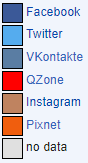 Facebook
Twitter
VKontakte
QZone
Instagram
Pixnet
no data